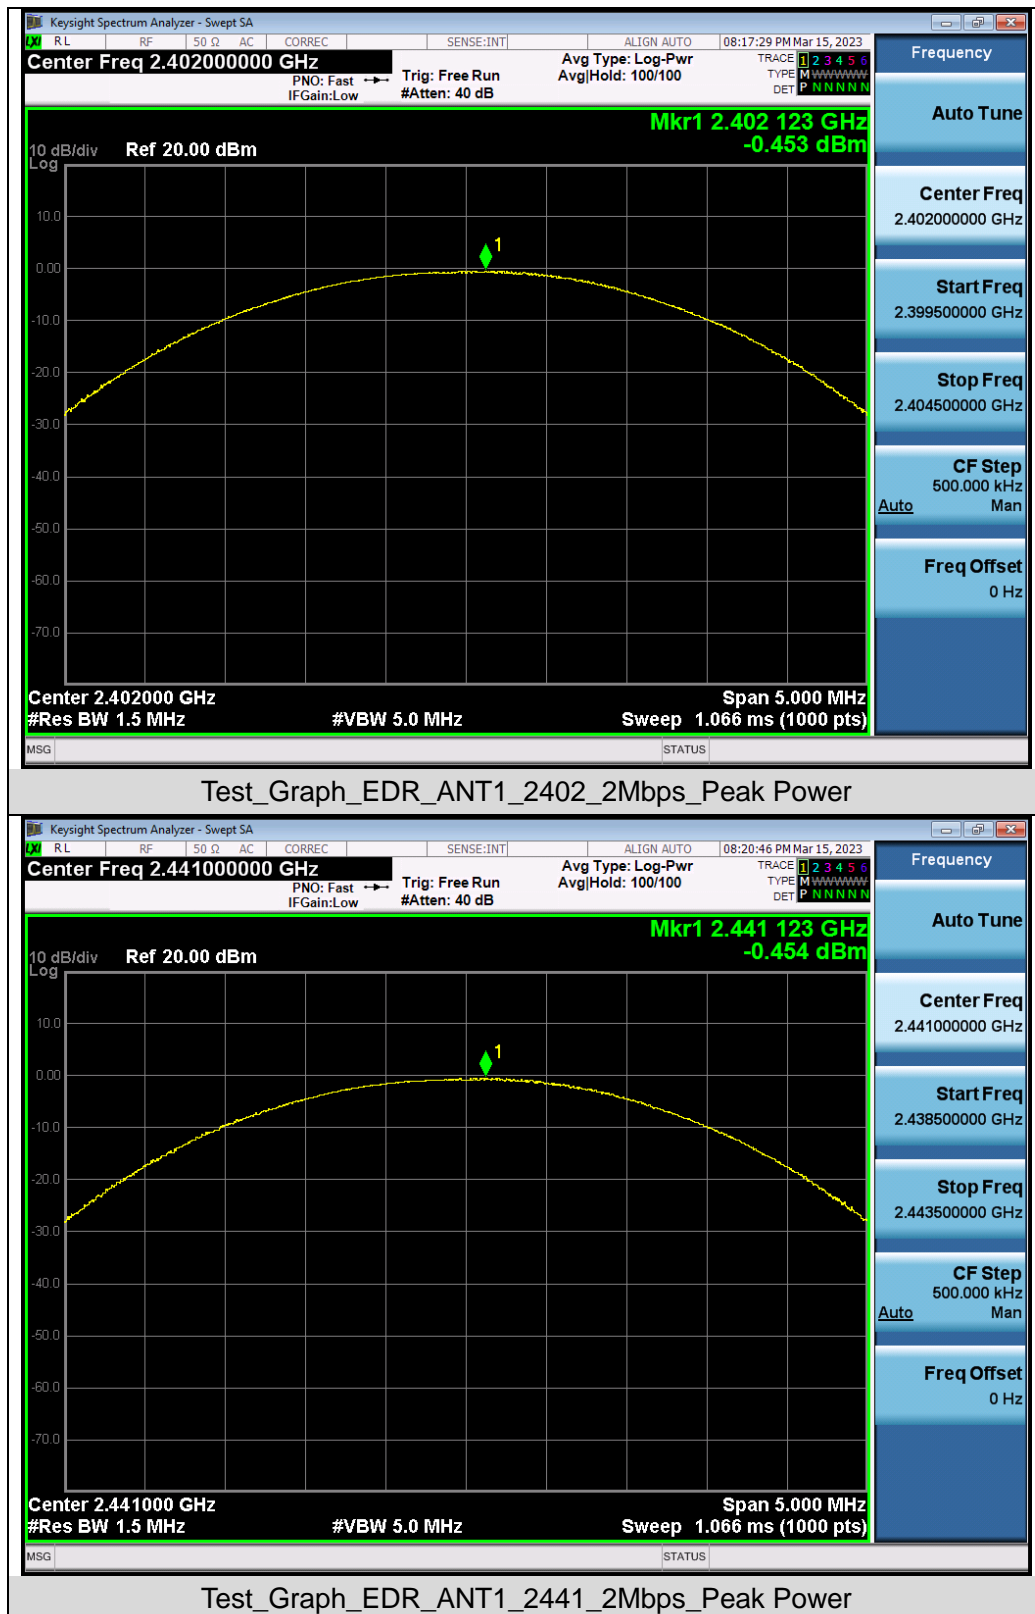 Keysight Spectrum Analyzer - Swept SA
LXI RL RF 50 Ω AC CORREC SENSE:INT ALIGN AUTO 08:17:29 PM Mar 15, 2023
Center Freq 2.402000000 GHz
PNO: Fast
IFGain:Low
Trig: Free Run
#Atten: 40 dB
Avg Type: Log-Pwr
Avg|Hold: 100/100
TRACE 1 2 3 4 5 6
TYPE M WWWWW
DET P N N N N N
Mkr1 2.402 123 GHz
-0.453 dBm
10 dB/div Ref 20.00 dBm
Log
1
10.0
0.00
-10.0
-20.0
-30.0
-40.0
-50.0
-60.0
-70.0
Center 2.402000 GHz Span 5.000 MHz
#Res BW 1.5 MHz #VBW 5.0 MHz Sweep 1.066 ms (1000 pts)
MSG STATUS
Frequency
Auto Tune
Center Freq
2.402000000 GHz
Start Freq
2.399500000 GHz
Stop Freq
2.404500000 GHz
CF Step
500.000 kHz
Auto Man
Freq Offset
0 Hz
Test_Graph_EDR_ANT1_2402_2Mbps_Peak Power
Keysight Spectrum Analyzer - Swept SA
LXI RL RF 50 Ω AC CORREC SENSE:INT ALIGN AUTO 08:20:46 PM Mar 15, 2023
Center Freq 2.441000000 GHz
PNO: Fast
IFGain:Low
Trig: Free Run
#Atten: 40 dB
Avg Type: Log-Pwr
Avg|Hold: 100/100
TRACE 1 2 3 4 5 6
TYPE M WWWWW
DET P N N N N N
Mkr1 2.441 123 GHz
-0.454 dBm
10 dB/div Ref 20.00 dBm
Log
1
10.0
0.00
-10.0
-20.0
-30.0
-40.0
-50.0
-60.0
-70.0
Center 2.441000 GHz Span 5.000 MHz
#Res BW 1.5 MHz #VBW 5.0 MHz Sweep 1.066 ms (1000 pts)
MSG STATUS
Frequency
Auto Tune
Center Freq
2.441000000 GHz
Start Freq
2.438500000 GHz
Stop Freq
2.443500000 GHz
CF Step
500.000 kHz
Auto Man
Freq Offset
0 Hz
Test_Graph_EDR_ANT1_2441_2Mbps_Peak Power